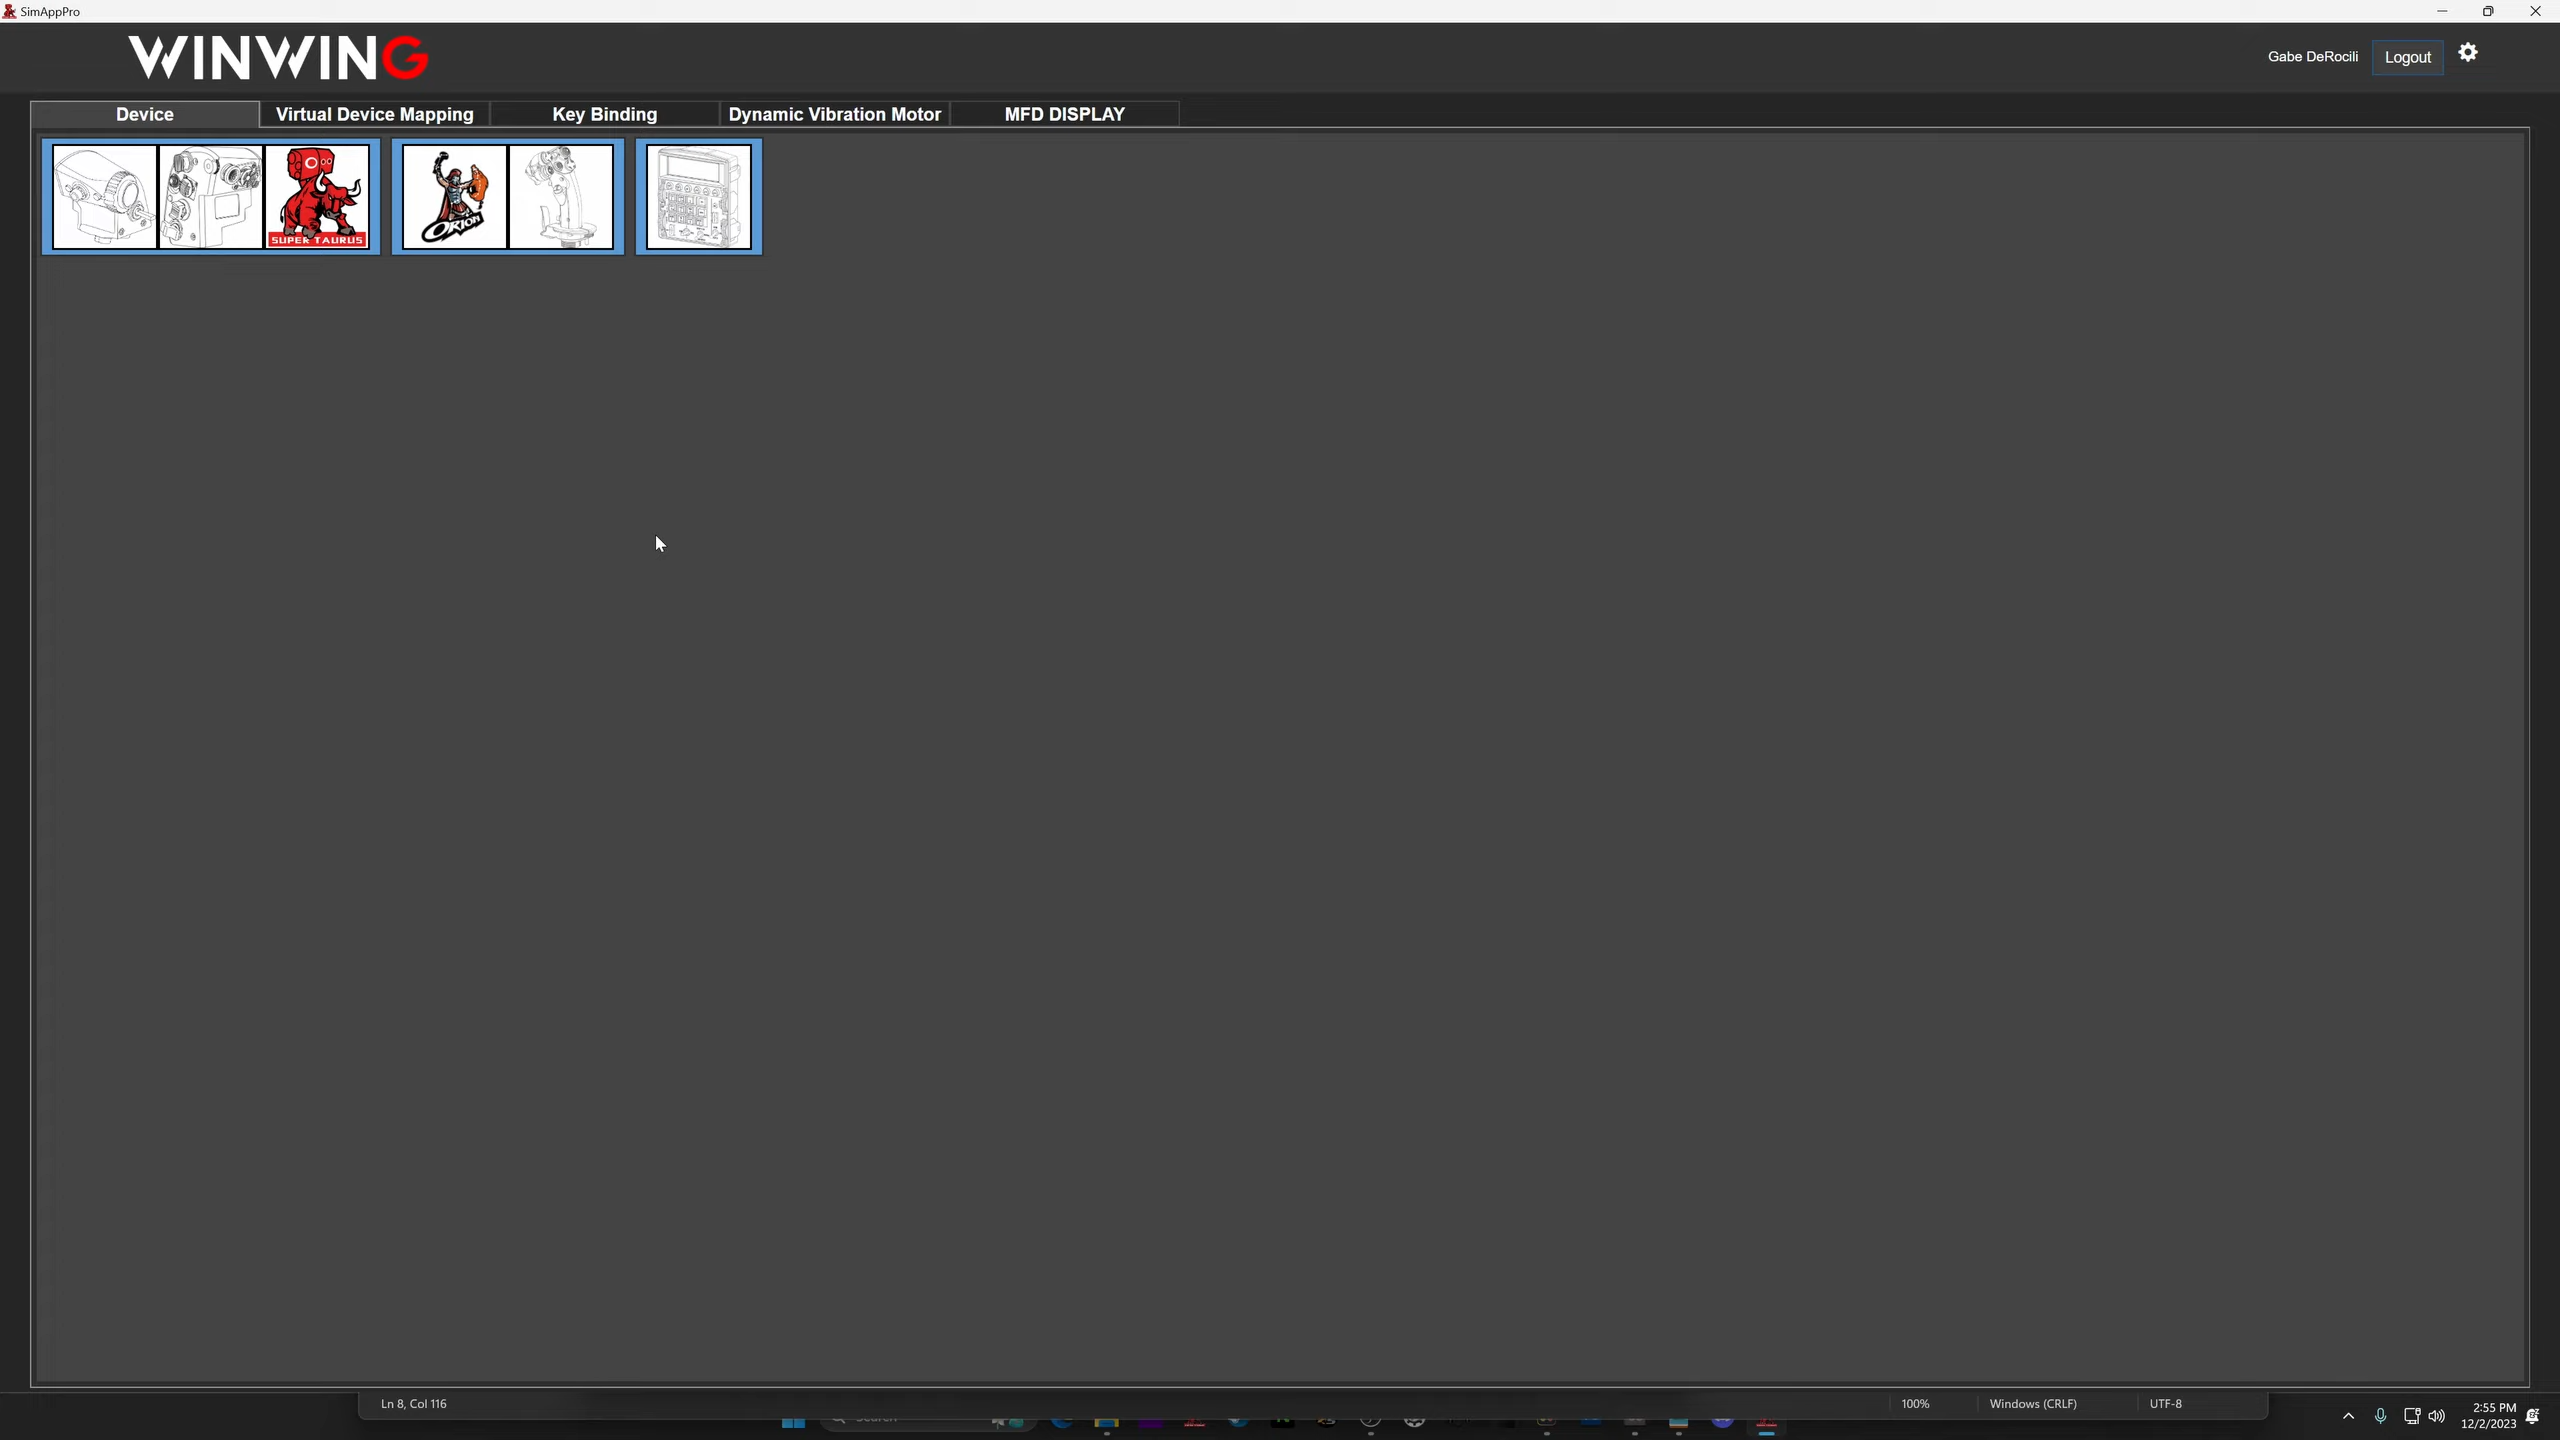 SimAppPro
WINWING
Gabe DeRocili
Logout
Device
Virtual Device Mapping
Key Binding
Dynamic Vibration Motor
MFD DISPLAY
SUPER TAURUS
ORION
Ln 8, Col 116
100%
Windows (CRLF)
UTF-8
Search
2:55 PM
12/2/2023